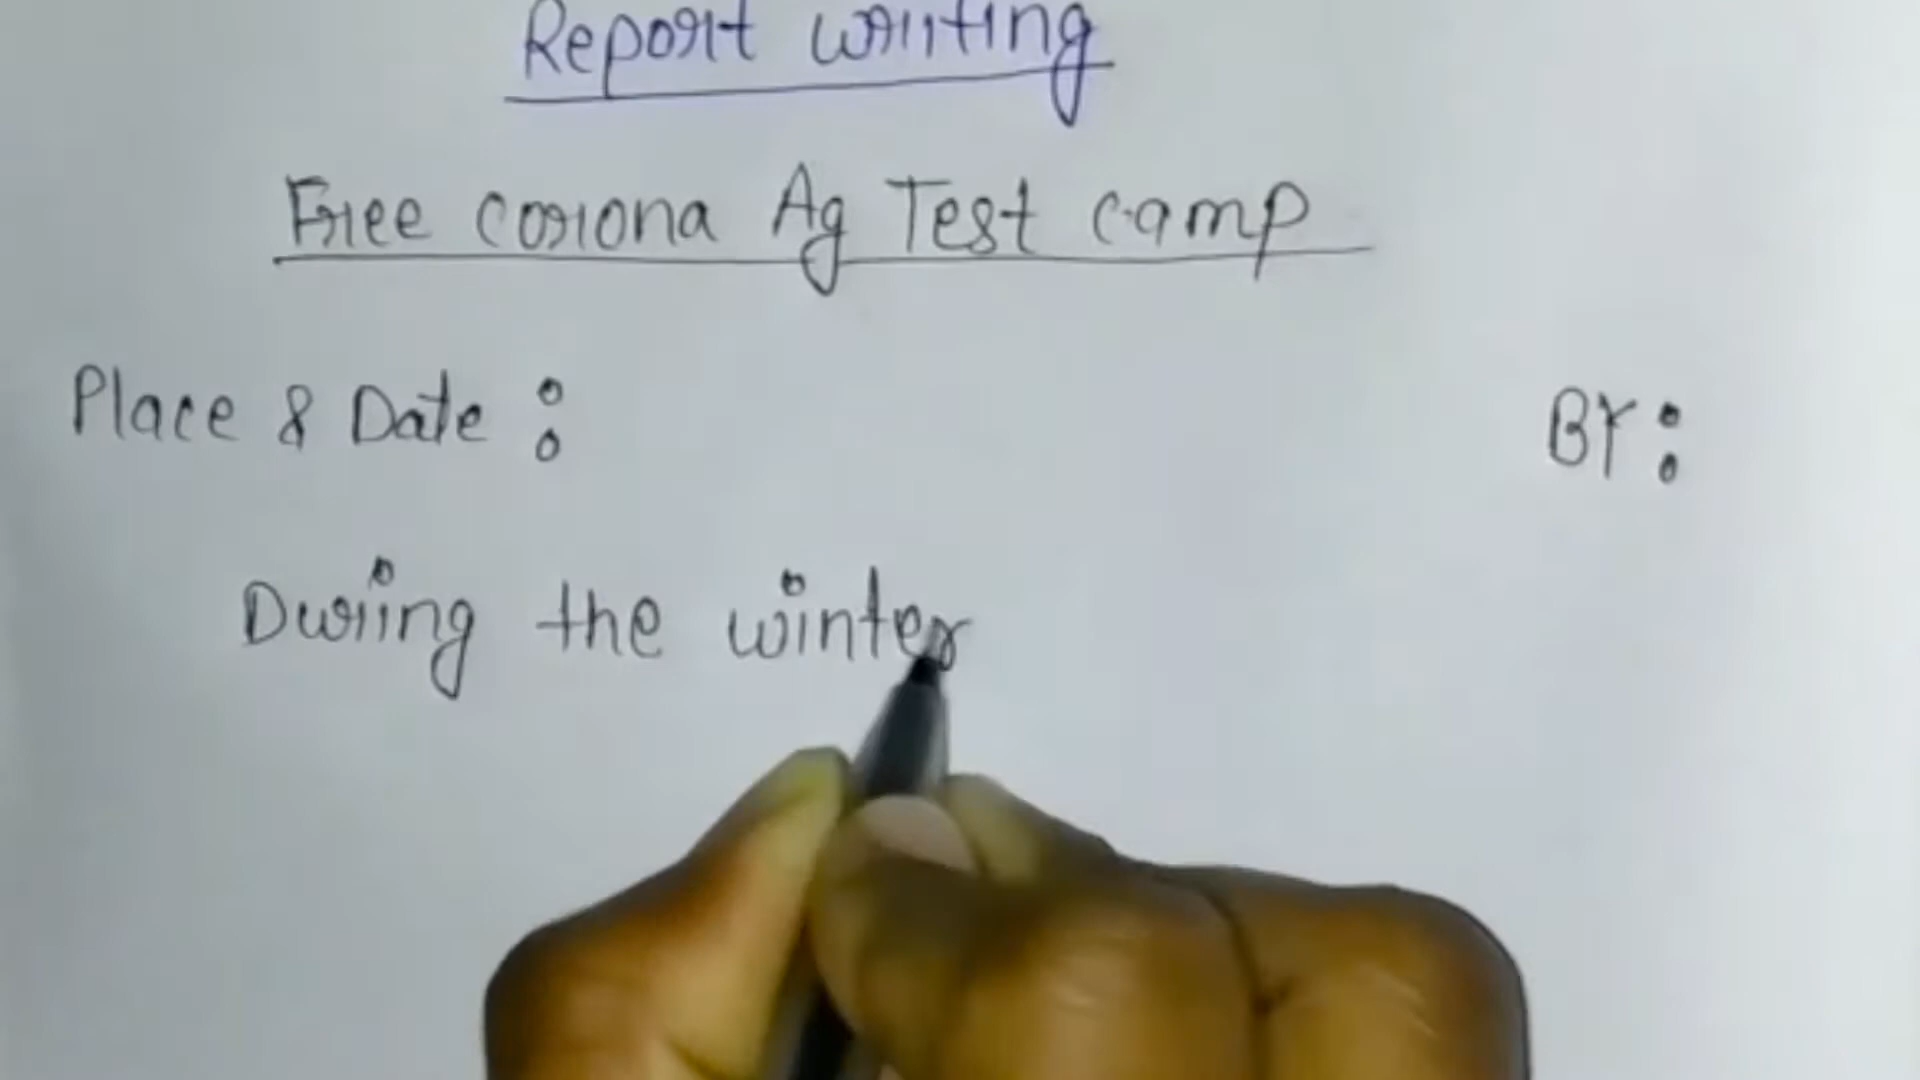 Report writing
Free corona Ag Test camp
Place & Date : BY :
During the winter